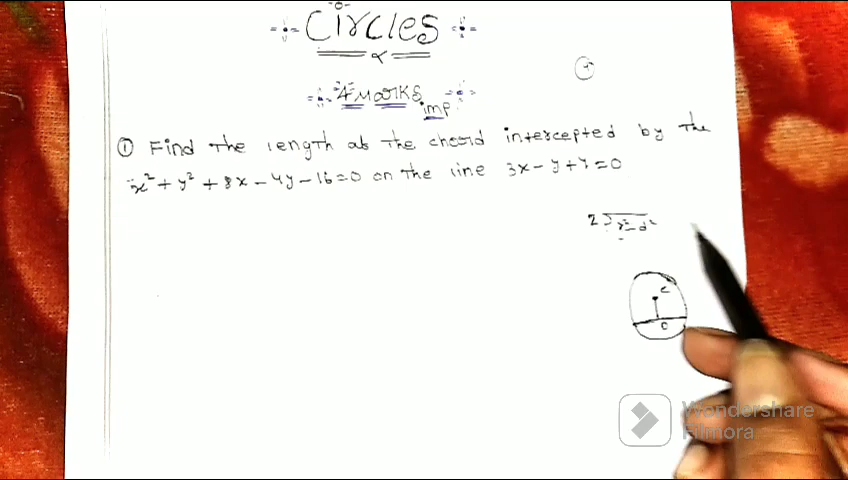 Circles
4 Marks
imp
① Find the length of the chord intercepted by the
x² + y² + 8x - 4y - 16 = 0 on the line 3x - y + 4 = 0
2√r² - d²
c
Wondershare
Filmora